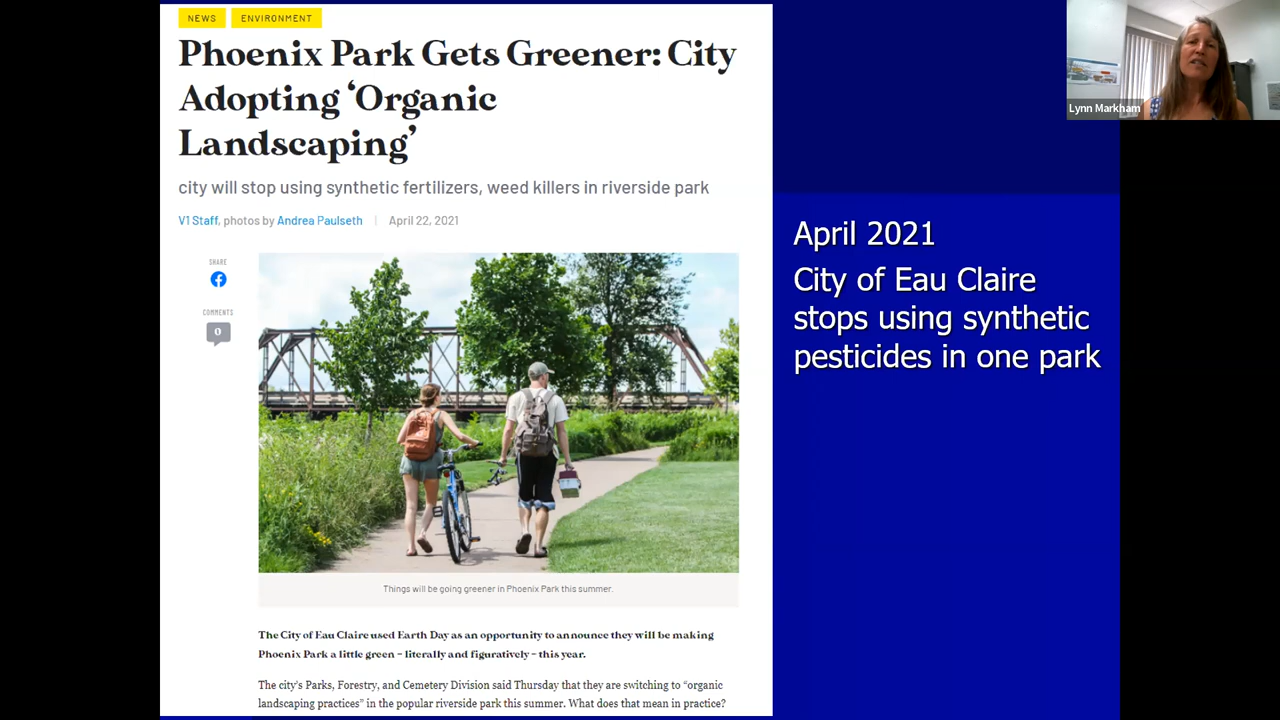 NEWS ENVIRONMENT
Phoenix Park Gets Greener: City
Adopting ‘Organic
Landscaping’
city will stop using synthetic fertilizers, weed killers in riverside park
V1 Staff, photos by Andrea Paulseth | April 22, 2021
SHARE
COMMENTS
0
Things will be going greener in Phoenix Park this summer.
The City of Eau Claire used Earth Day as an opportunity to announce they will be making
Phoenix Park a little green – literally and figuratively – this year.
The city's Parks, Forestry, and Cemetery Division said Thursday that they are switching to “organic
landscaping practices” in the popular riverside park this summer. What does that mean in practice?
April 2021
City of Eau Claire
stops using synthetic
pesticides in one park
Lynn Markham